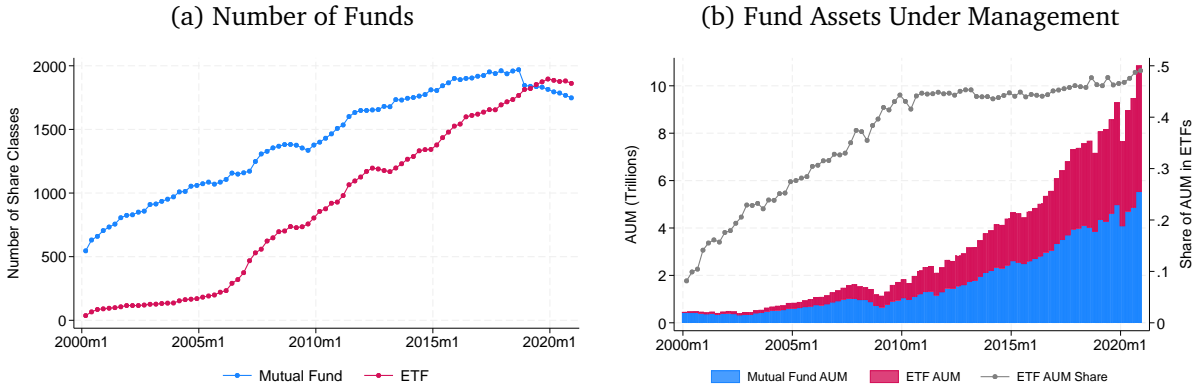 (a) Number of Funds
Number of Share Classes
2000
1500
1000
500
0
2000m1 2005m1 2010m1 2015m1 2020m1
Mutual Fund ETF
(b) Fund Assets Under Management
AUM (Trillions)
10
8
6
4
2
0
Share of AUM in ETFs
.5
.4
.3
.2
.1
0
2000m1 2005m1 2010m1 2015m1 2020m1
Mutual Fund AUM ETF AUM ETF AUM Share